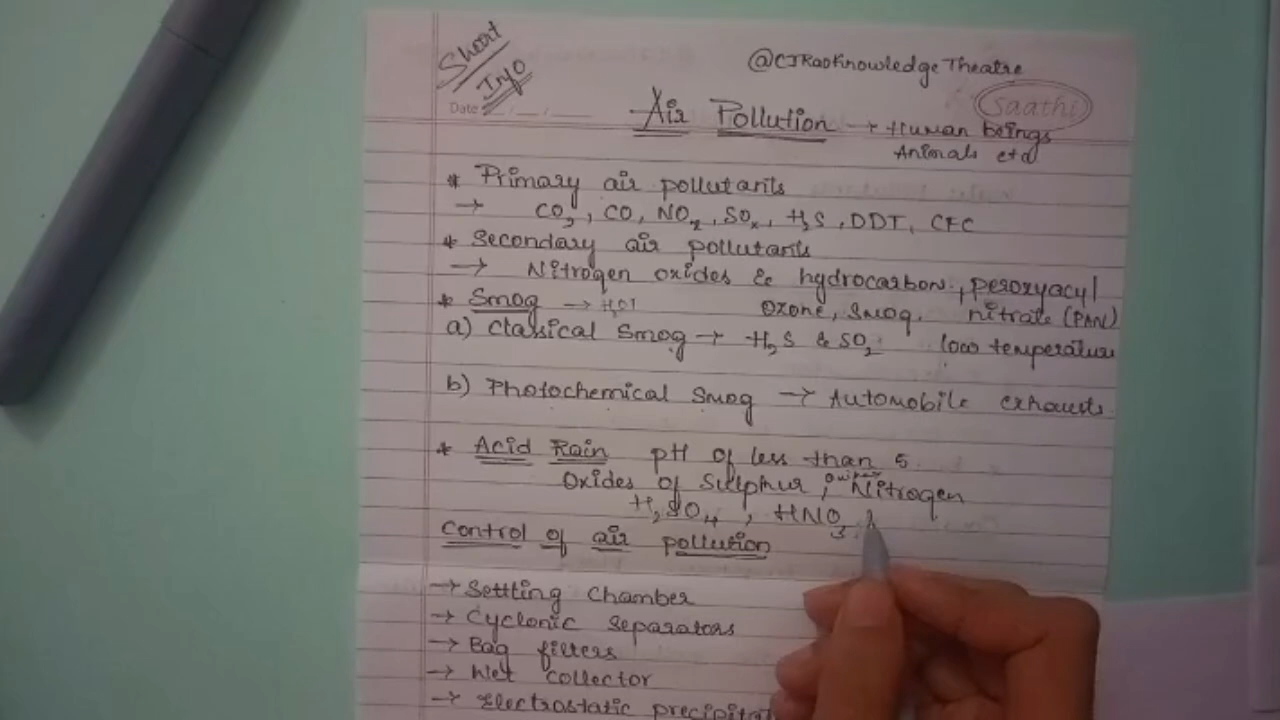 Short
Info
@CJRaoKnowledgeTheatre
Saathi
Date
Air Pollution → Human beings
Animals etc
* Primary air pollutants
→ CO2, CO, NOx, SOx, H2S, DDT, CFC
* Secondary air pollutants
→ Nitrogen oxides & hydrocarbon, peroxyacyl
Ozone, Smog. nitrate (PAN)
* Smog →
a) Classical Smog → H2S & SO2 low temperature
b) Photochemical Smog → Automobile exhausts.
* Acid Rain pH of less than 5
Oxides of Sulphur, Nitrogen
H2SO4, HNO3
Control of air pollution
→ Settling Chamber
→ Cyclonic Separators
→ Bag filters
→ Wet collector
→ Electrostatic precipitat